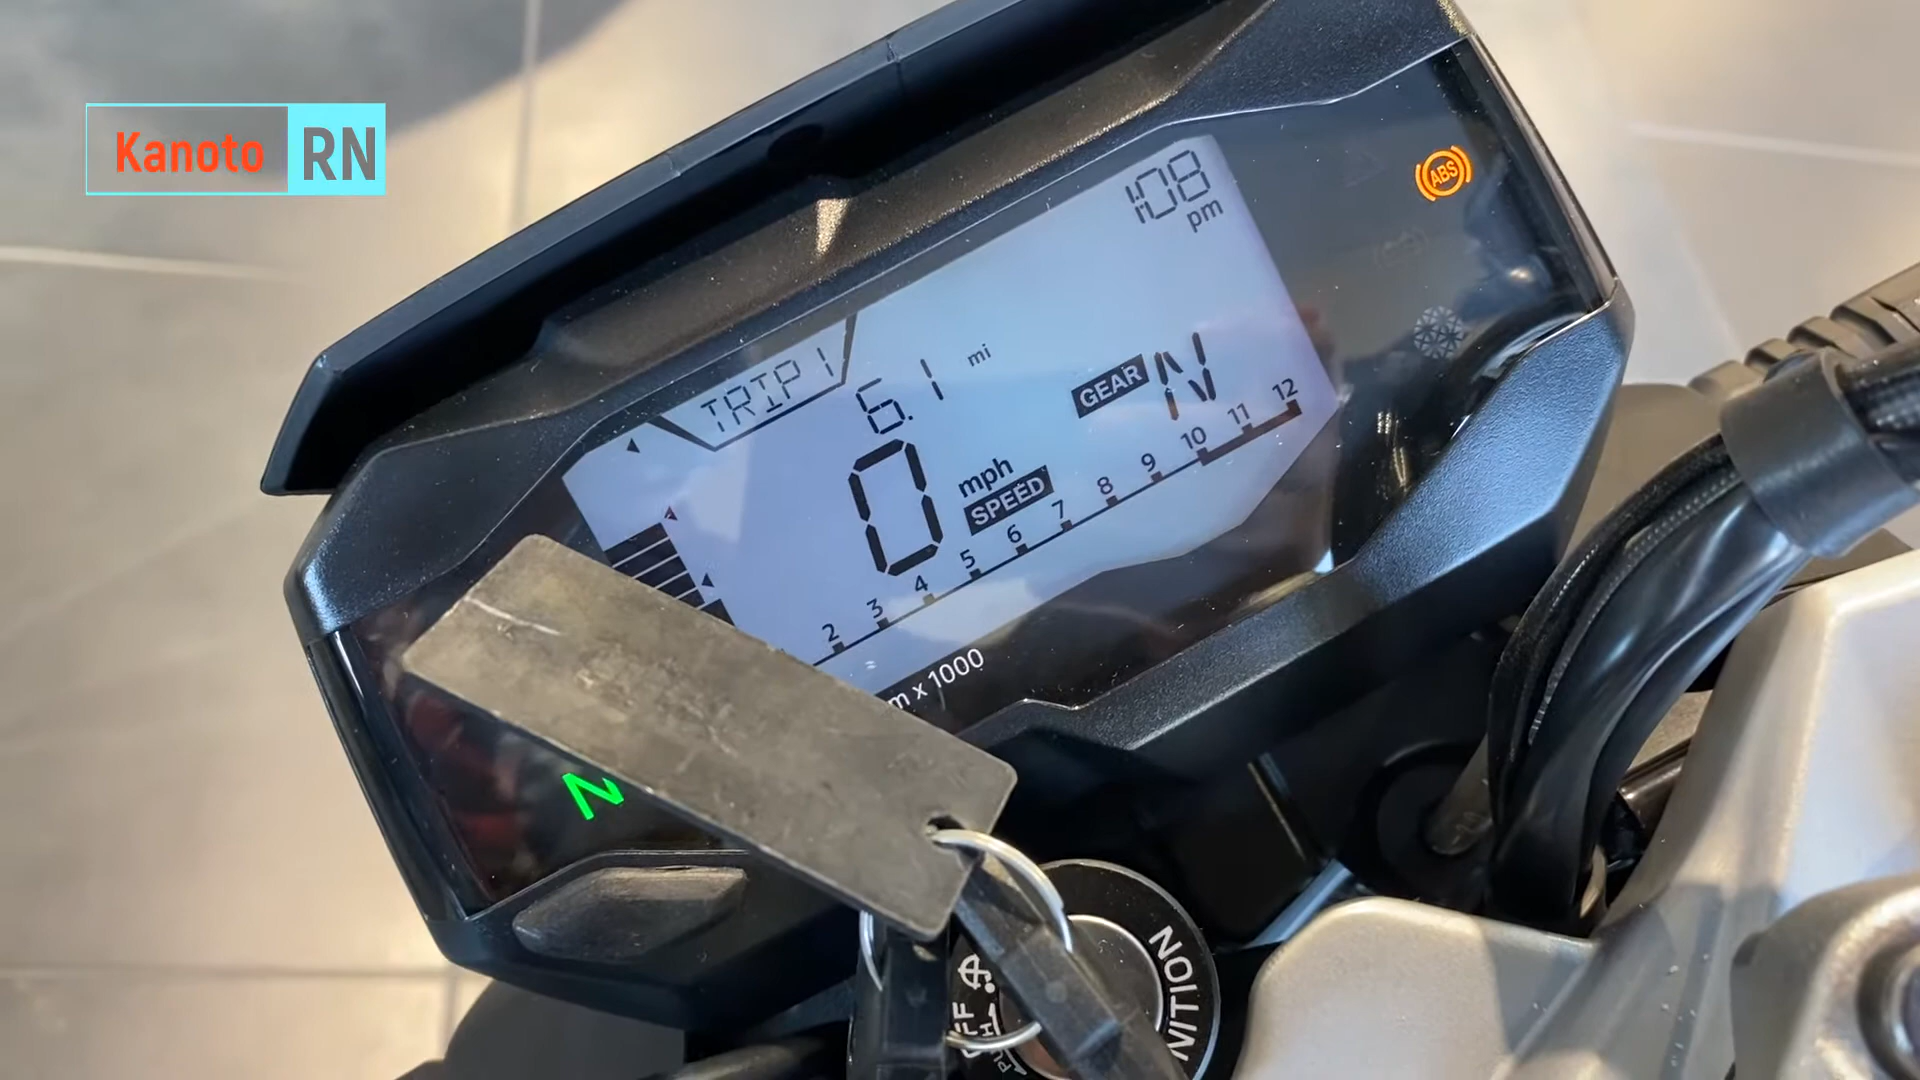 Kanoto RN
1:08
pm
TRIP 1
6.1 mi
GEAR N
0 mph
SPEED
2 3 4 5 6 7 8 9 10 11 12
x 1000
ABS
N
IGNITION
PUSH